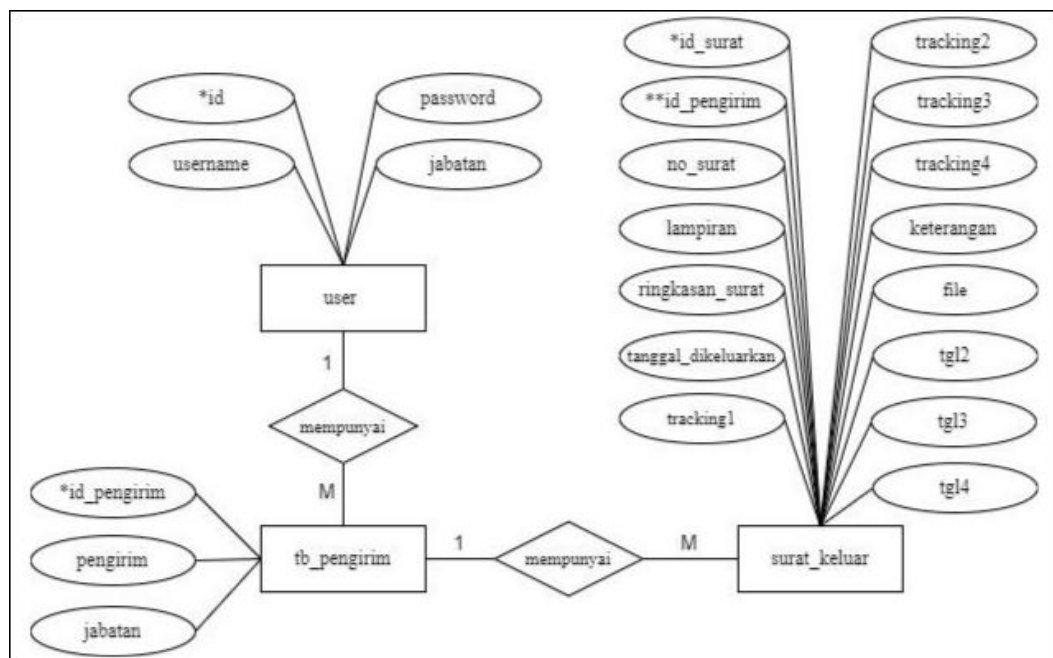 *id
password
username
jabatan
user
1
mempunyai
M
*id_pengirim
pengirim
jabatan
tb_pengirim
1
mempunyai
M
surat_keluar
*id_surat
**id_pengirim
no_surat
lampiran
ringkasan_surat
tanggal_dikeluarkan
tracking1
tracking2
tracking3
tracking4
keterangan
file
tgl2
tgl3
tgl4